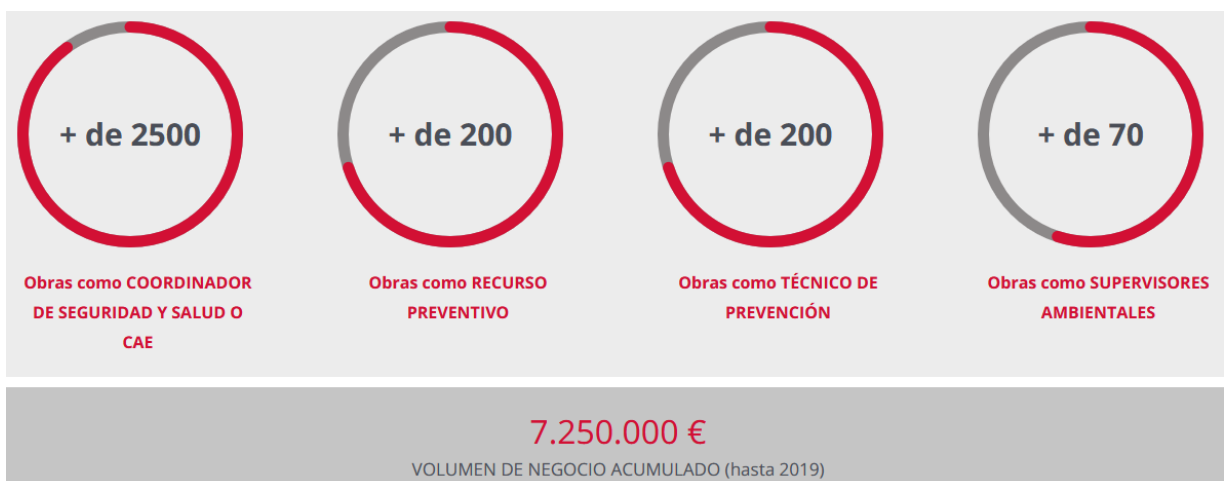 + de 2500
Obras como COORDINADOR
DE SEGURIDAD Y SALUD O
CAE
+ de 200
Obras como RECURSO
PREVENTIVO
+ de 200
Obras como TÉCNICO DE
PREVENCIÓN
+ de 70
Obras como SUPERVISORES
AMBIENTALES
7.250.000 €
VOLUMEN DE NEGOCIO ACUMULADO (hasta 2019)